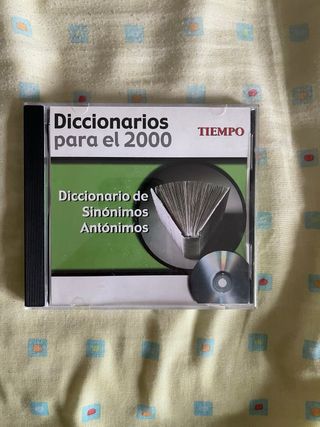 Diccionarios
para el 2000
TIEMPO
Diccionario de
Sinónimos
Antónimos